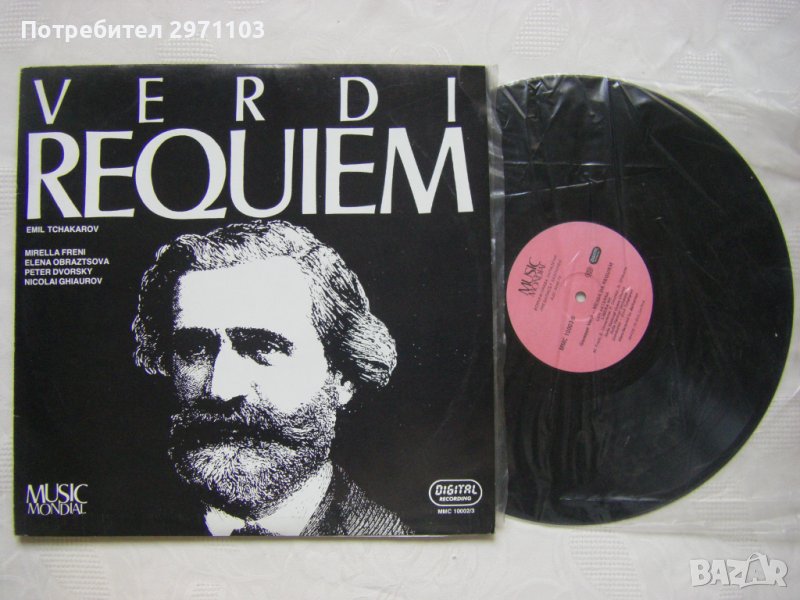 Потребител 2971103
VERDI
REQUIEM
EMIL TCHAKAROV
MIRELLA FRENI
ELENA OBRAZTSOVA
PETER DVORSKY
NICOLAI GHIAUROV
MUSIC
MONDIAL
DIGITAL
RECORDING
MMC 10002/3
MUSIC
MONDIAL
BAZAR